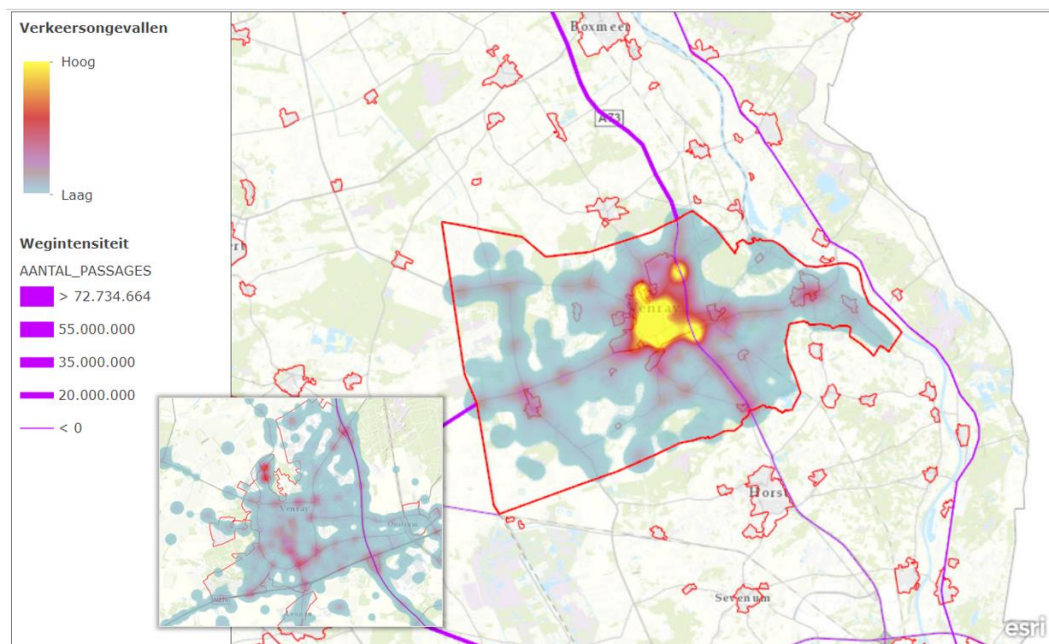 Verkeersongevallen
Hoog
Laag
Wegintensiteit
AANTAL_PASSAGES
> 72.734.664
55.000.000
35.000.000
20.000.000
< 0
Boxmeer
A73
Venray
Horst
Sevenum
esri
Venray